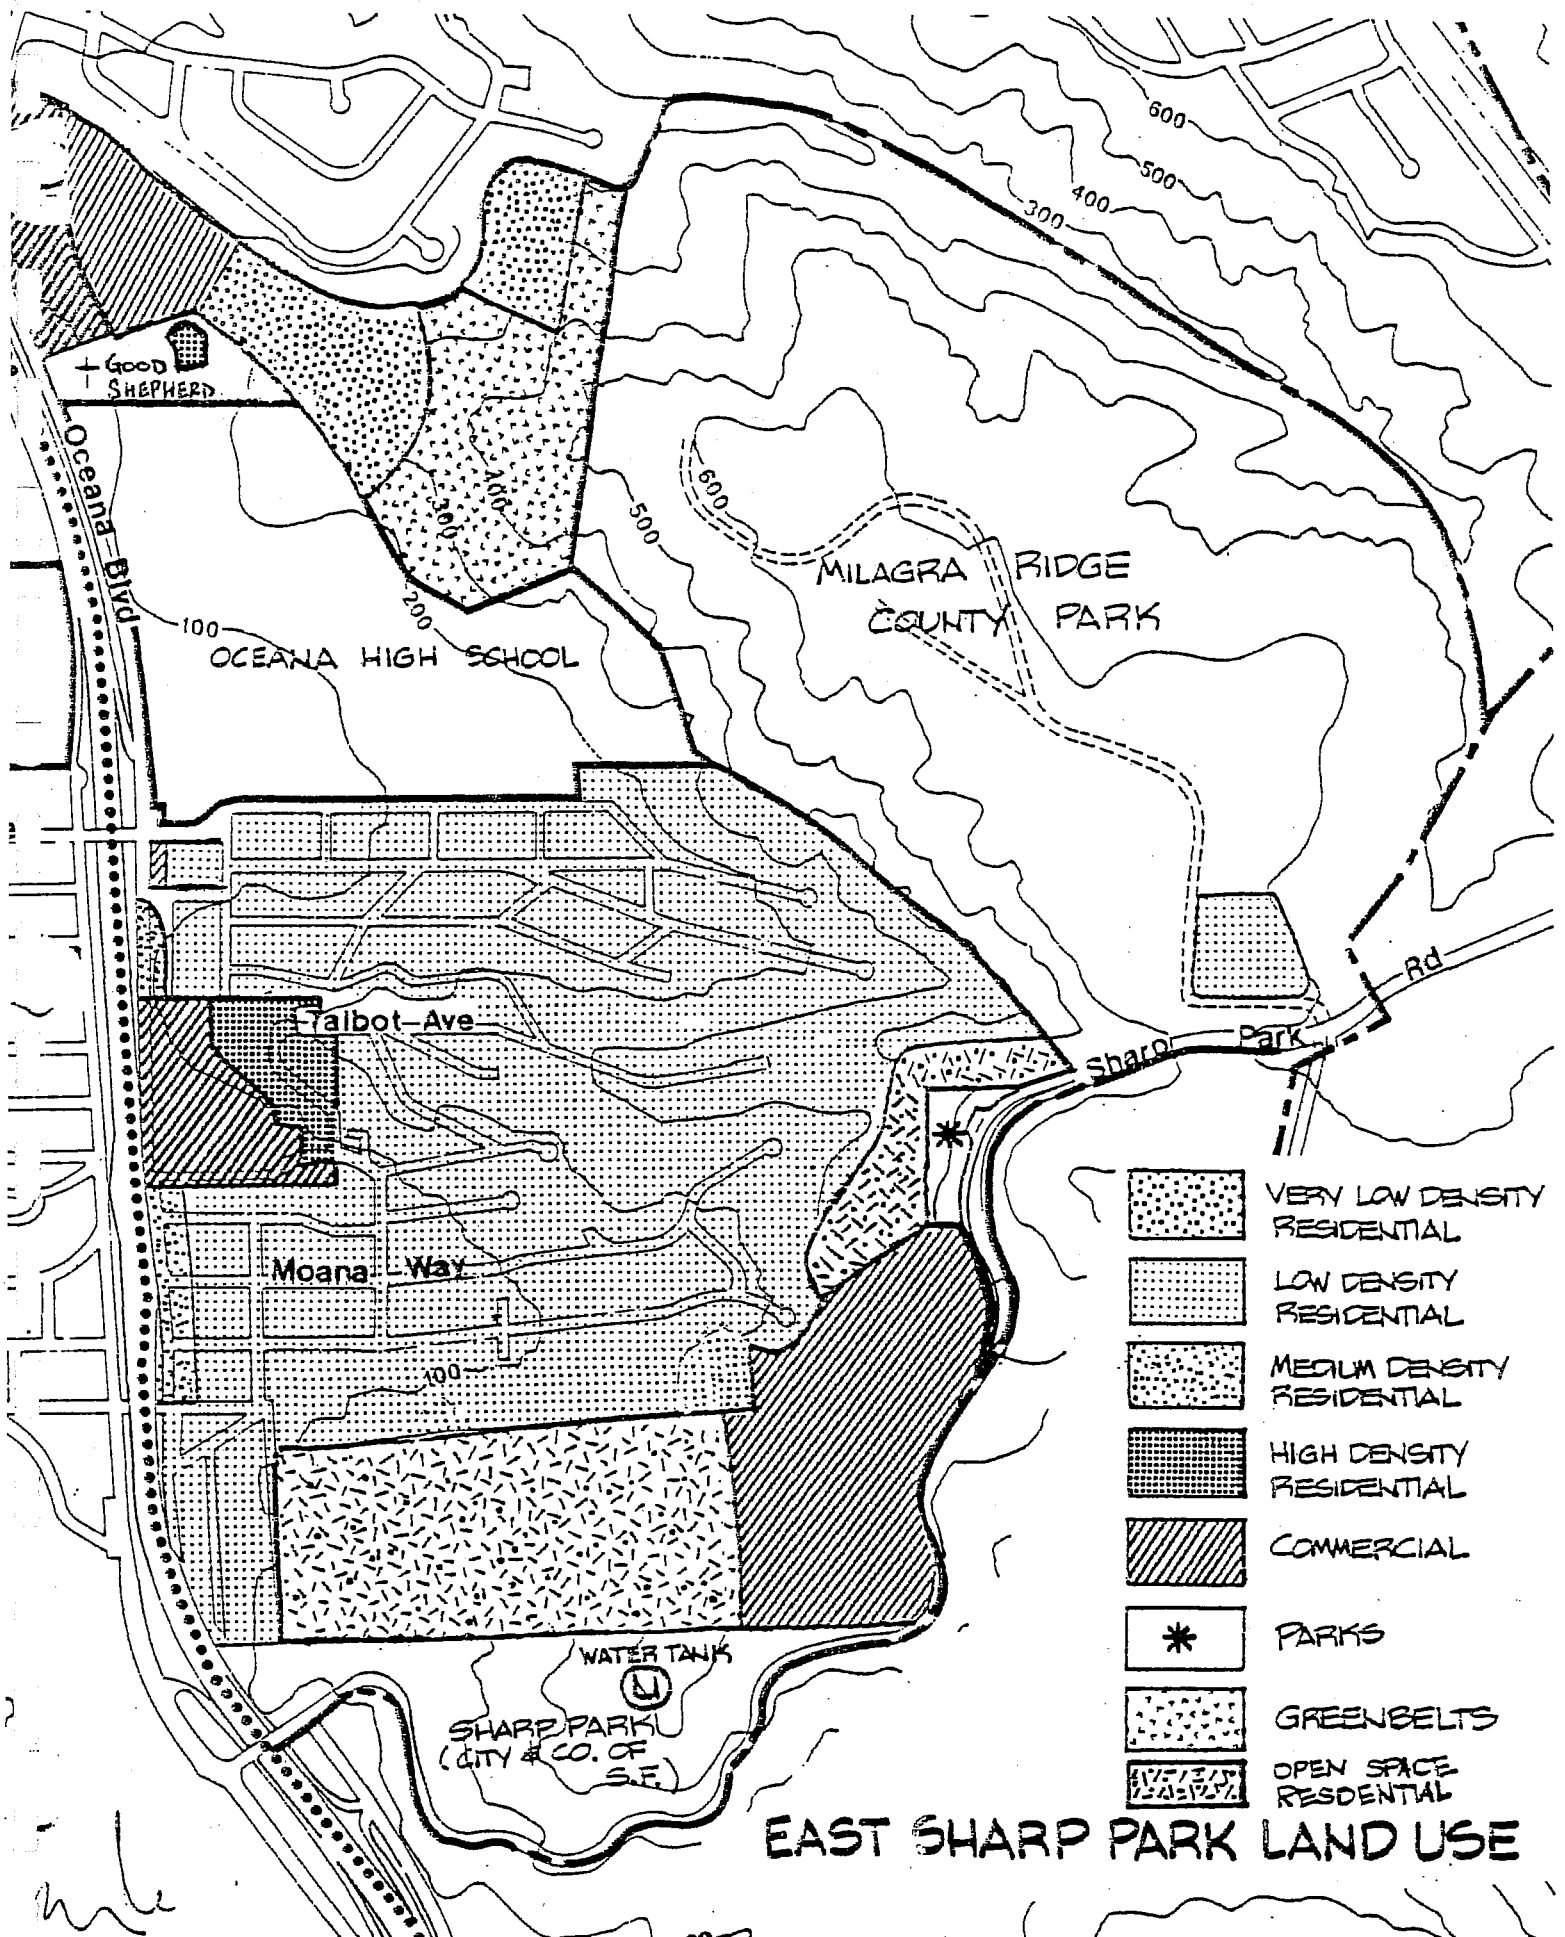 600
500
400
300
+ GOOD
SHEPHERD
Oceana Blvd
600
400
500
300
MILAGRA RIDGE
COUNTY PARK
200
100
OCEANA HIGH SCHOOL
Rd
Talbot Ave
Park
Sharp
VERY LOW DENSITY
RESIDENTIAL
Moana Way
LOW DENSITY
RESIDENTIAL
100
MEDIUM DENSITY
RESIDENTIAL
HIGH DENSITY
RESIDENTIAL
COMMERCIAL
PARKS
WATER TANK
SHARP PARK
(CITY & CO. OF
S.F.)
GREENBELTS
OPEN SPACE
RESDENTIAL
EAST SHARP PARK LAND USE